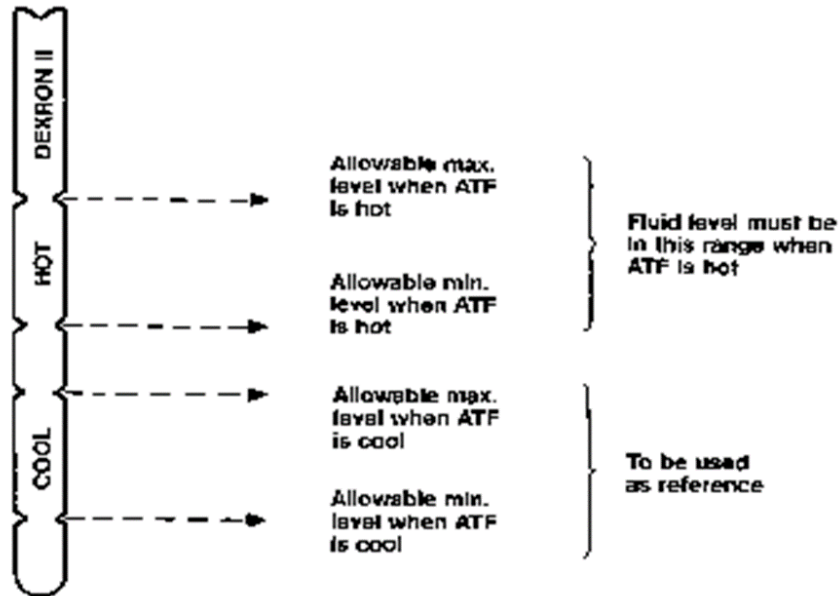 DEXRON II
HOT
COOL
Allowable max.
level when ATF
is hot
Allowable min.
level when ATF
is hot
Allowable max.
level when ATF
is cool
Allowable min.
level when ATF
is cool
Fluid level must be
in this range when
ATF is hot
To be used
as reference